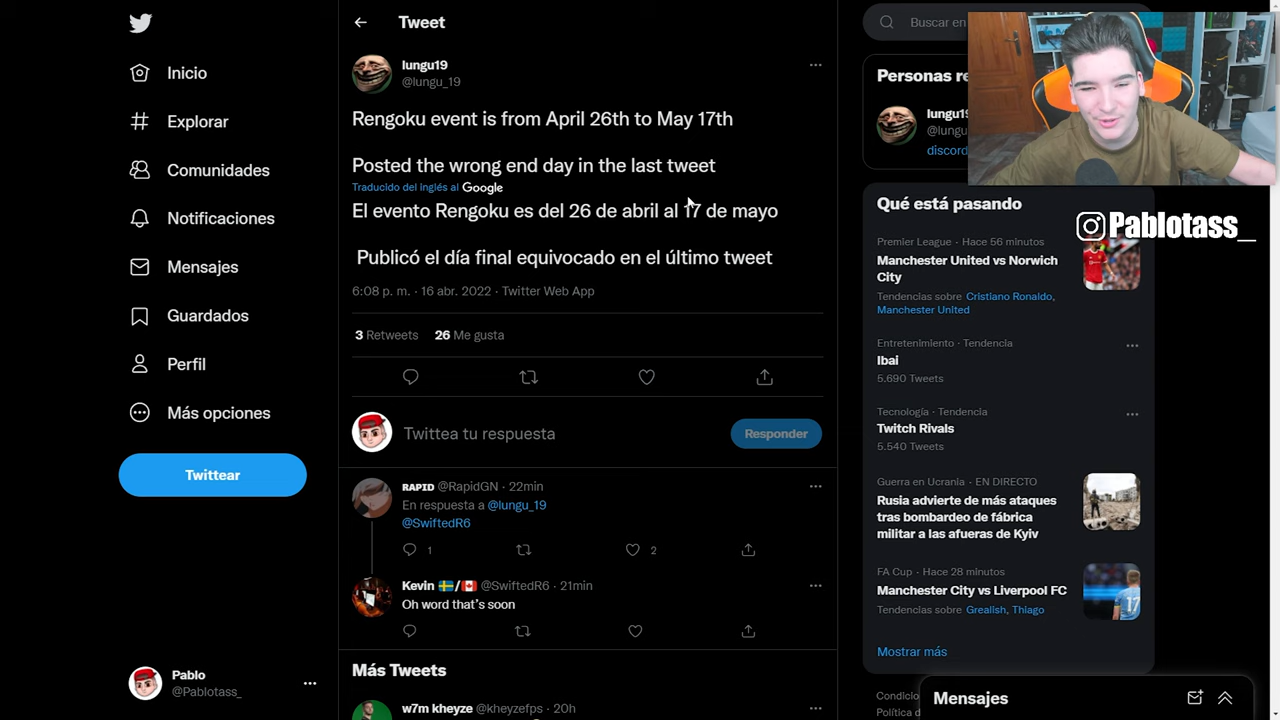 Tweet
Inicio
Explorar
Comunidades
Notificaciones
Mensajes
Guardados
Perfil
Más opciones
Twittear
Pablo
@Pablotass_
lungu19
@lungu_19
Rengoku event is from April 26th to May 17th
Posted the wrong end day in the last tweet
Traducido del inglés al Google
El evento Rengoku es del 26 de abril al 17 de mayo
Publicó el día final equivocado en el último tweet
6:08 p. m. · 16 abr. 2022 · Twitter Web App
3 Retweets 26 Me gusta
Twittea tu respuesta
Responder
RAPID @RapidGN · 22min
En respuesta a @lungu_19
@SwiftedR6
1 2
Kevin 🇸🇪/🇨🇦 @SwiftedR6 · 21min
Oh word that's soon
Más Tweets
w7m kheyze @kheyzefps · 20h
Buscar en
Personas re
lungu1
@lungu
discord
Pablotass_
Qué está pasando
Premier League · Hace 56 minutos
Manchester United vs Norwich
City
Tendencias sobre Cristiano Ronaldo,
Manchester United
Entretenimiento · Tendencia
Ibai
5.690 Tweets
Tecnología · Tendencia
Twitch Rivals
5.540 Tweets
Guerra en Ucrania · EN DIRECTO
Rusia advierte de más ataques
tras bombardeo de fábrica
militar a las afueras de Kyiv
FA Cup · Hace 28 minutos
Manchester City vs Liverpool FC
Tendencias sobre Grealish, Thiago
Mostrar más
Condicio
Política d
Mensajes